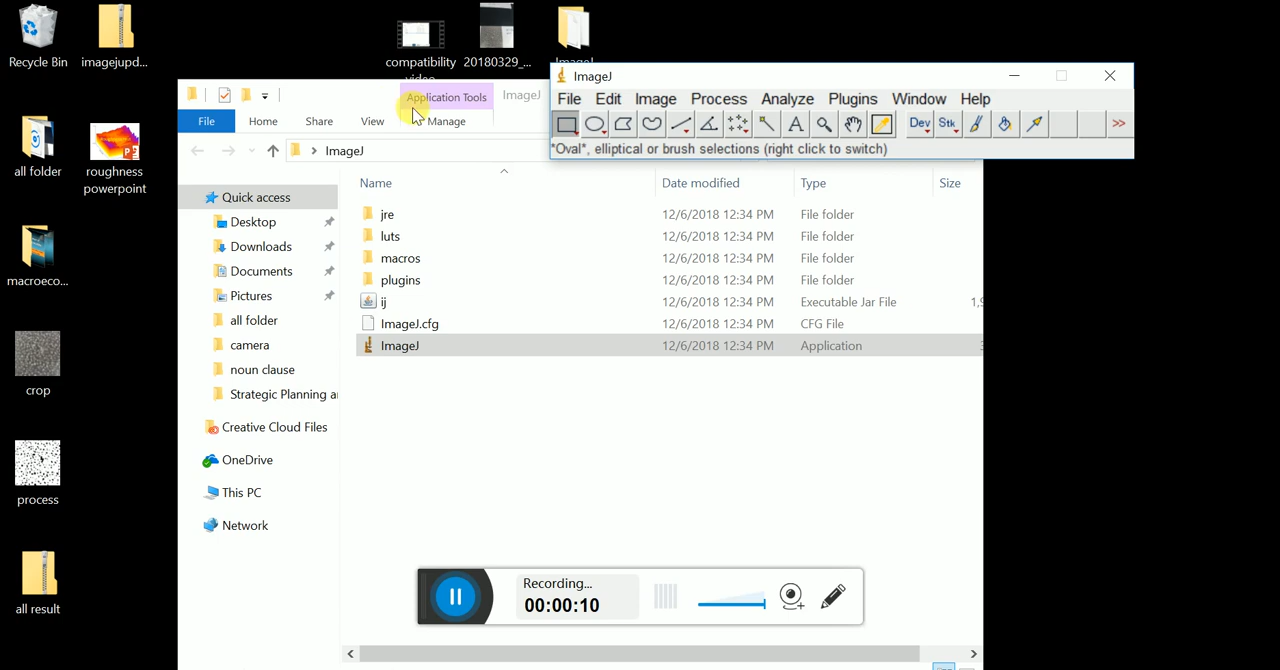 Recycle Bin
imagejupd...
compatibility
20180329_...
all folder
roughness
powerpoint
macroeco...
crop
process
all result
Application Tools
ImageJ
File
Home
Share
View
Manage
ImageJ
Name
Date modified
Type
Size
Quick access
Desktop
Downloads
Documents
Pictures
all folder
camera
noun clause
Strategic Planning
Creative Cloud Files
OneDrive
This PC
Network
jre 12/6/2018 12:34 PM File folder
luts 12/6/2018 12:34 PM File folder
macros 12/6/2018 12:34 PM File folder
plugins 12/6/2018 12:34 PM File folder
ij 12/6/2018 12:34 PM Executable Jar File
ImageJ.cfg 12/6/2018 12:34 PM CFG File
ImageJ 12/6/2018 12:34 PM Application
ImageJ
File Edit Image Process Analyze Plugins Window Help
A Dev Stk >>
*Oval*, elliptical or brush selections (right click to switch)
Recording...
00:00:10